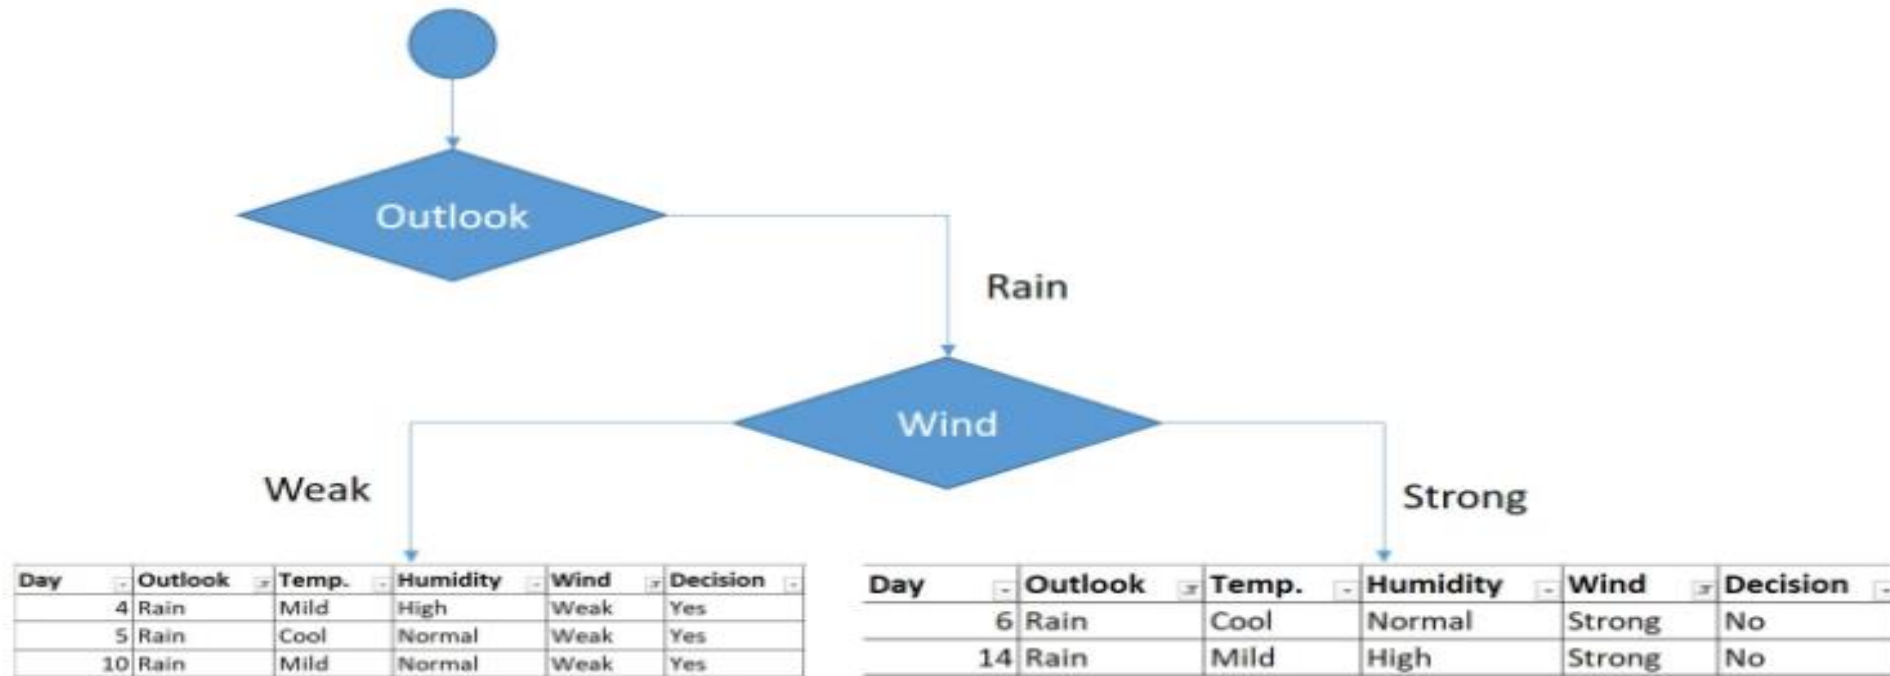 Outlook
Rain
Wind
Weak
Strong
Day Outlook Temp. Humidity Wind Decision
4 Rain Mild High Weak Yes
5 Rain Cool Normal Weak Yes
10 Rain Mild Normal Weak Yes
Day Outlook Temp. Humidity Wind Decision
6 Rain Cool Normal Strong No
14 Rain Mild High Strong No